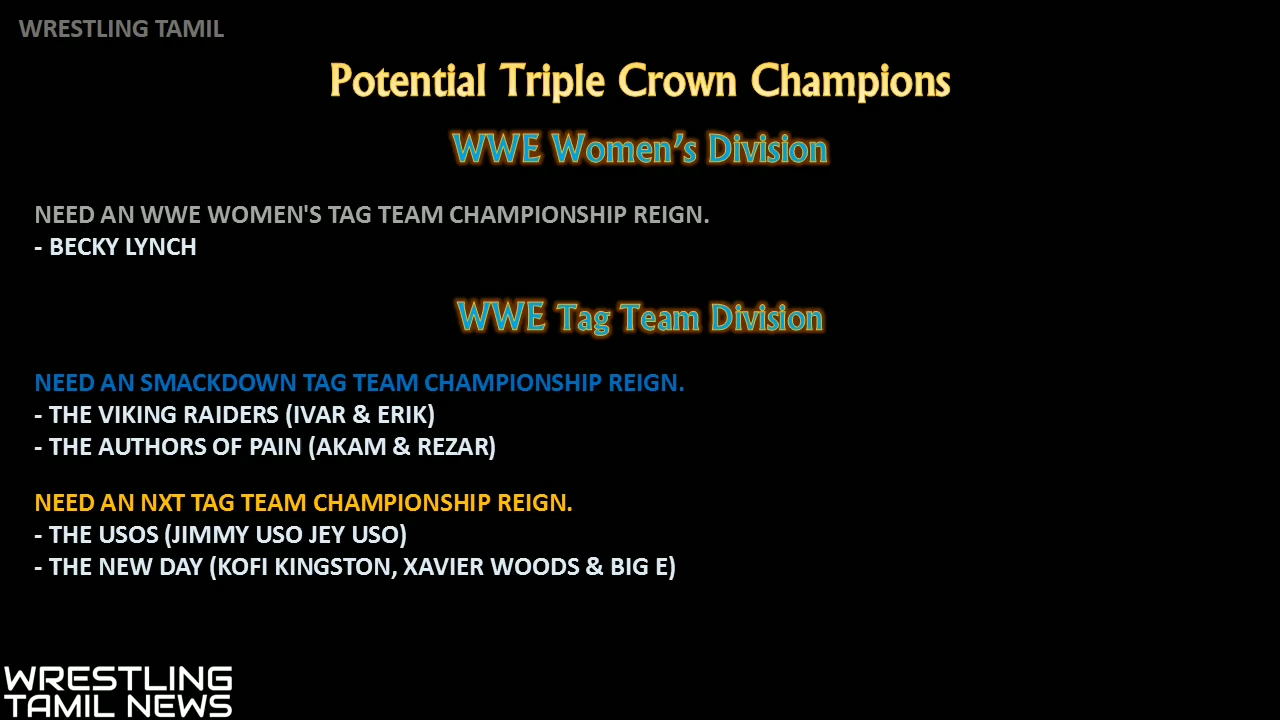 WRESTLING TAMIL
Potential Triple Crown Champions
WWE Women's Division
NEED AN WWE WOMEN'S TAG TEAM CHAMPIONSHIP REIGN.
- BECKY LYNCH
WWE Tag Team Division
NEED AN SMACKDOWN TAG TEAM CHAMPIONSHIP REIGN.
- THE VIKING RAIDERS (IVAR & ERIK)
- THE AUTHORS OF PAIN (AKAM & REZAR)
NEED AN NXT TAG TEAM CHAMPIONSHIP REIGN.
- THE USOS (JIMMY USO JEY USO)
- THE NEW DAY (KOFI KINGSTON, XAVIER WOODS & BIG E)
WRESTLING
TAMIL NEWS